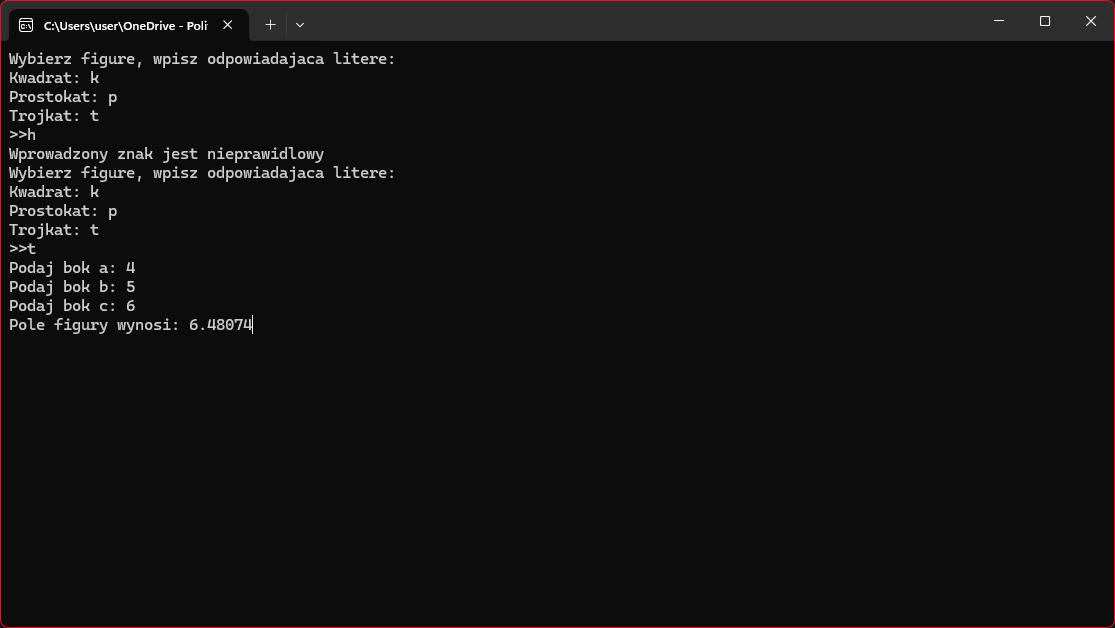 C:\Users\user\OneDrive - Poli
Wybierz figure, wpisz odpowiadajaca litere:
Kwadrat: k
Prostokat: p
Trojkat: t
>>h
Wprowadzony znak jest nieprawidlowy
Wybierz figure, wpisz odpowiadajaca litere:
Kwadrat: k
Prostokat: p
Trojkat: t
>>t
Podaj bok a: 4
Podaj bok b: 5
Podaj bok c: 6
Pole figury wynosi: 6.48074